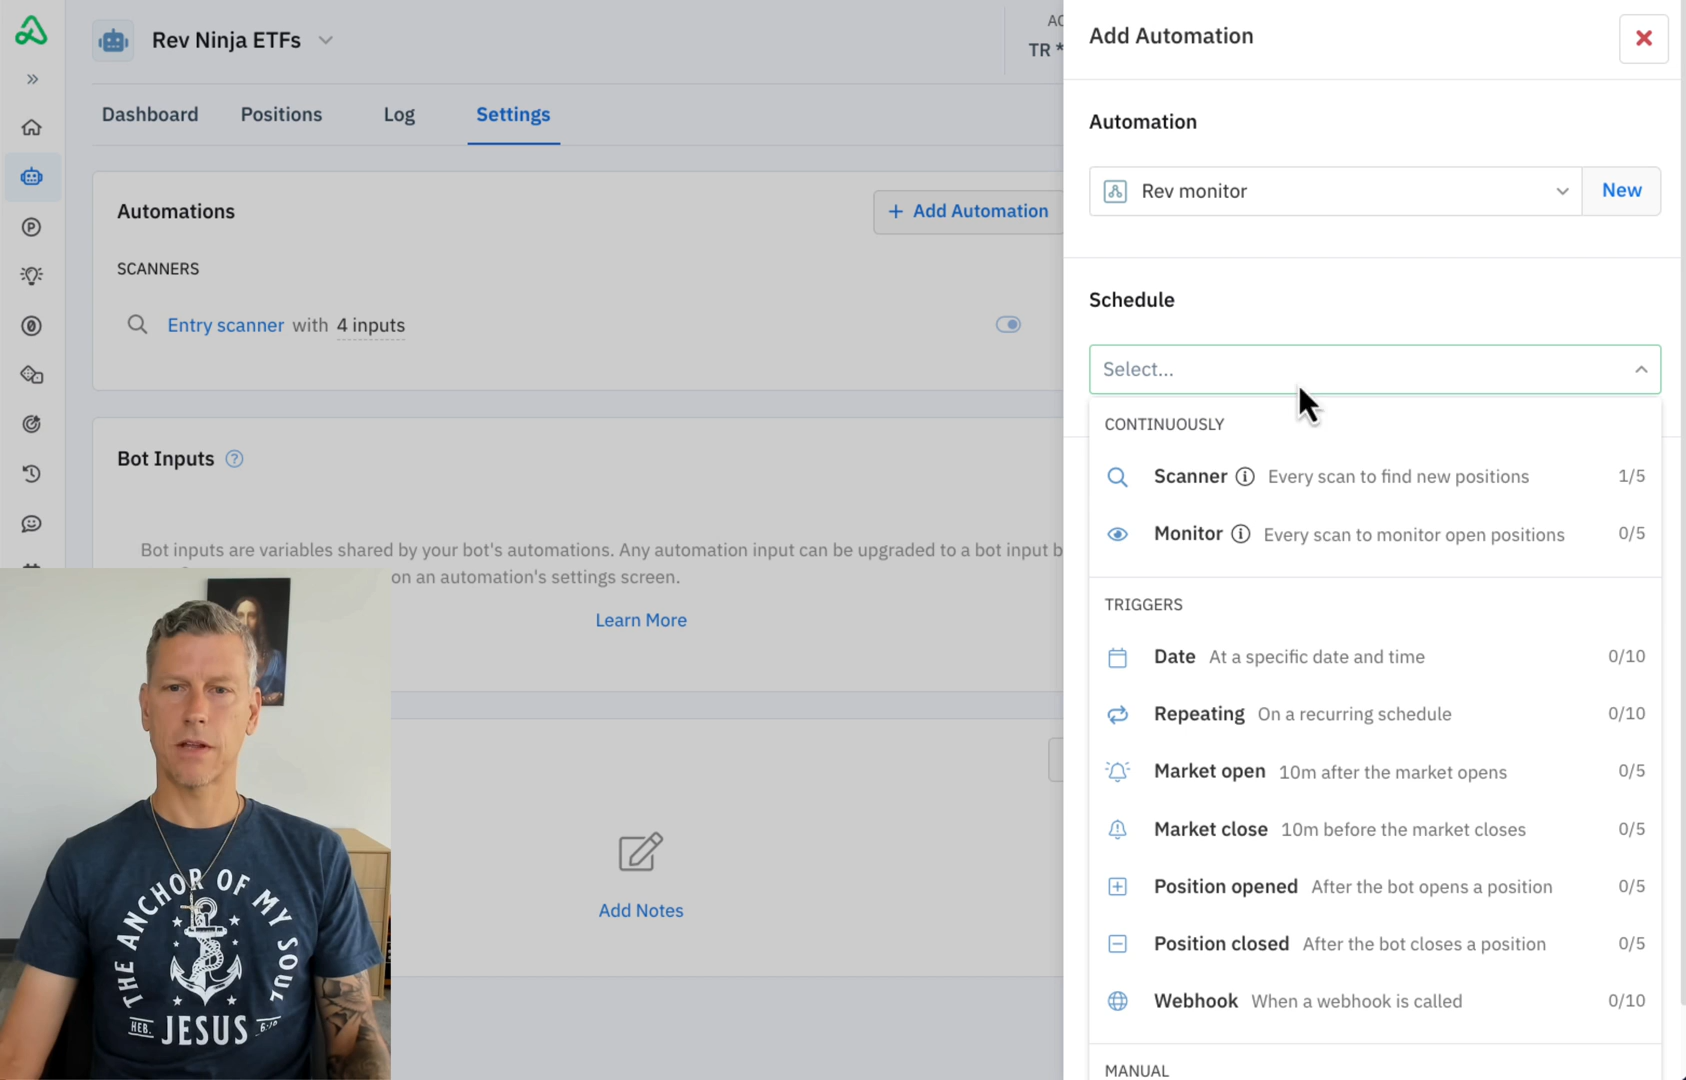 Rev Ninja ETFs
TR *
Dashboard
Positions
Log
Settings
Automations
+ Add Automation
SCANNERS
Entry scanner with 4 inputs
Bot Inputs
Bot inputs are variables shared by your bot's automations. Any automation input can be upgraded to a bot input b
on an automation's settings screen.
Learn More
Add Notes
Add Automation
Automation
Rev monitor
New
Schedule
Select...
CONTINUOUSLY
Scanner Every scan to find new positions 1/5
Monitor Every scan to monitor open positions 0/5
TRIGGERS
Date At a specific date and time 0/10
Repeating On a recurring schedule 0/10
Market open 10m after the market opens 0/5
Market close 10m before the market closes 0/5
Position opened After the bot opens a position 0/5
Position closed After the bot closes a position 0/5
Webhook When a webhook is called 0/10
MANUAL
THE ANCHOR OF MY SOUL
HEB.
JESUS